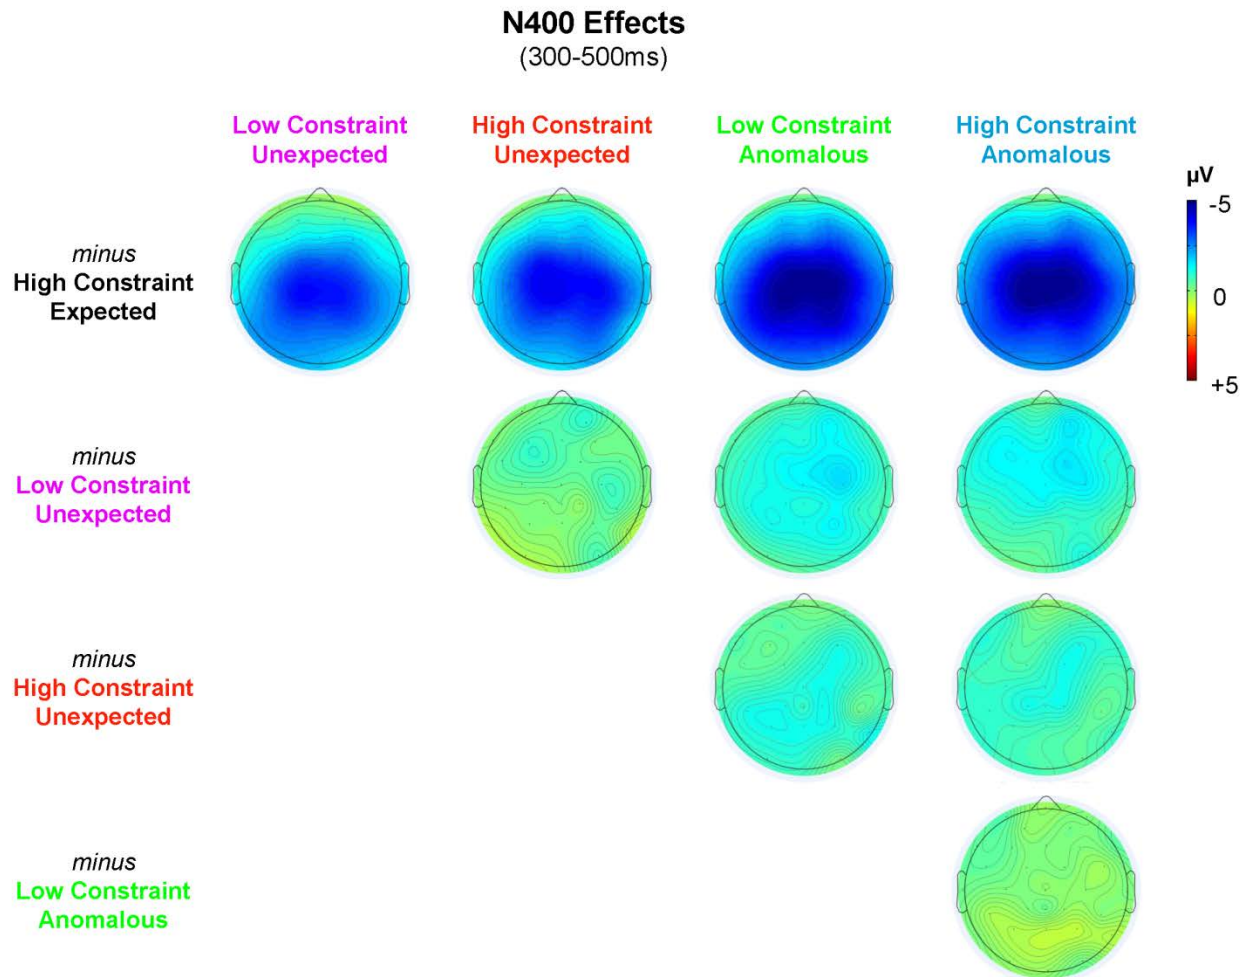 N400 Effects
(300-500ms)
Low Constraint
Unexpected
High Constraint
Unexpected
Low Constraint
Anomalous
High Constraint
Anomalous
µV
-5
0
+5
minus
High Constraint
Expected
minus
Low Constraint
Unexpected
minus
High Constraint
Unexpected
minus
Low Constraint
Anomalous